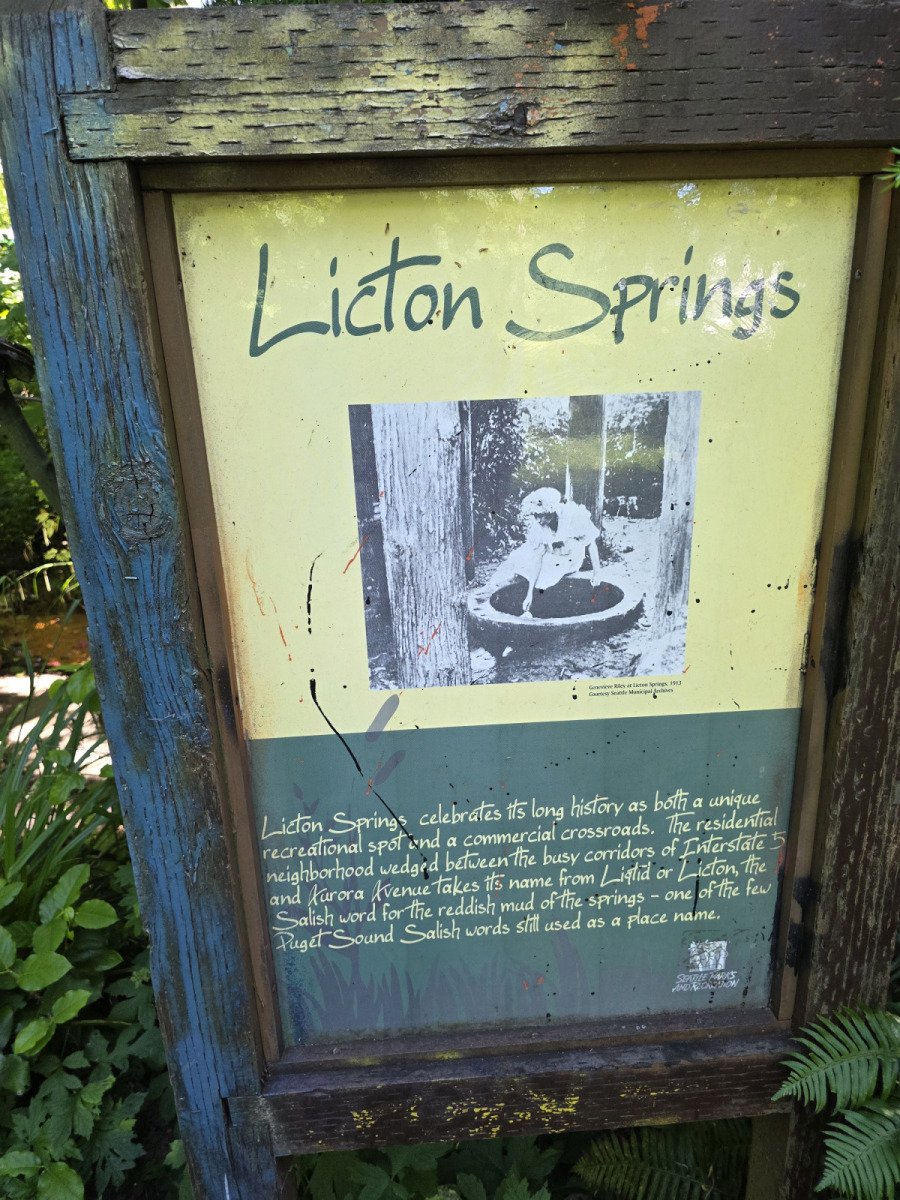 Licton Springs
Genevieve Riley at Licton Springs, 1913
Courtesy Seattle Municipal Archives
Licton Springs celebrates its long history as both a unique
recreational spot and a commercial crossroads. The residential
neighborhood wedged between the busy corridors of Interstate 5
and Aurora Avenue takes its name from Liqtid or Licton, the
Salish word for the reddish mud of the springs – one of the few
Puget Sound Salish words still used as a place name.
SEATTLE PARKS
AND RECREATION